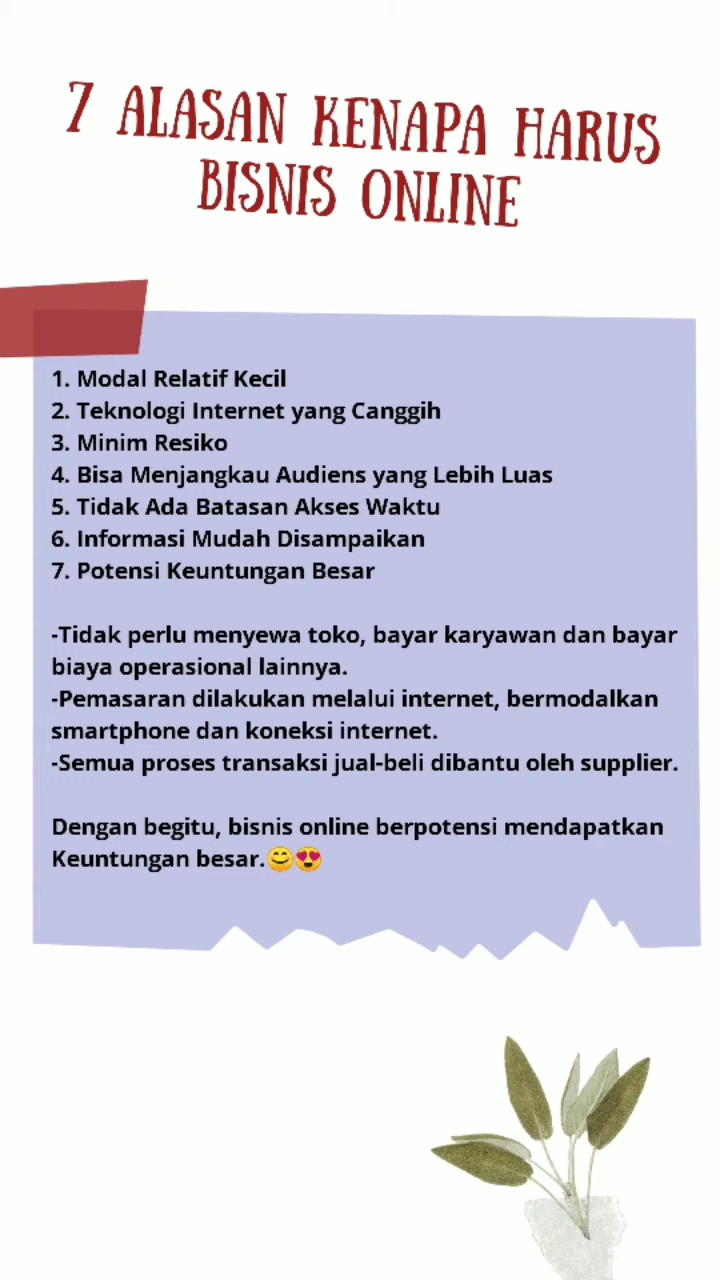 7 ALASAN KENAPA HARUS
BISNIS ONLINE
1. Modal Relatif Kecil
2. Teknologi Internet yang Canggih
3. Minim Resiko
4. Bisa Menjangkau Audiens yang Lebih Luas
5. Tidak Ada Batasan Akses Waktu
6. Informasi Mudah Disampaikan
7. Potensi Keuntungan Besar
-Tidak perlu menyewa toko, bayar karyawan dan bayar
biaya operasional lainnya.
-Pemasaran dilakukan melalui internet, bermodalkan
smartphone dan koneksi internet.
-Semua proses transaksi jual-beli dibantu oleh supplier.
Dengan begitu, bisnis online berpotensi mendapatkan
Keuntungan besar.😊😍